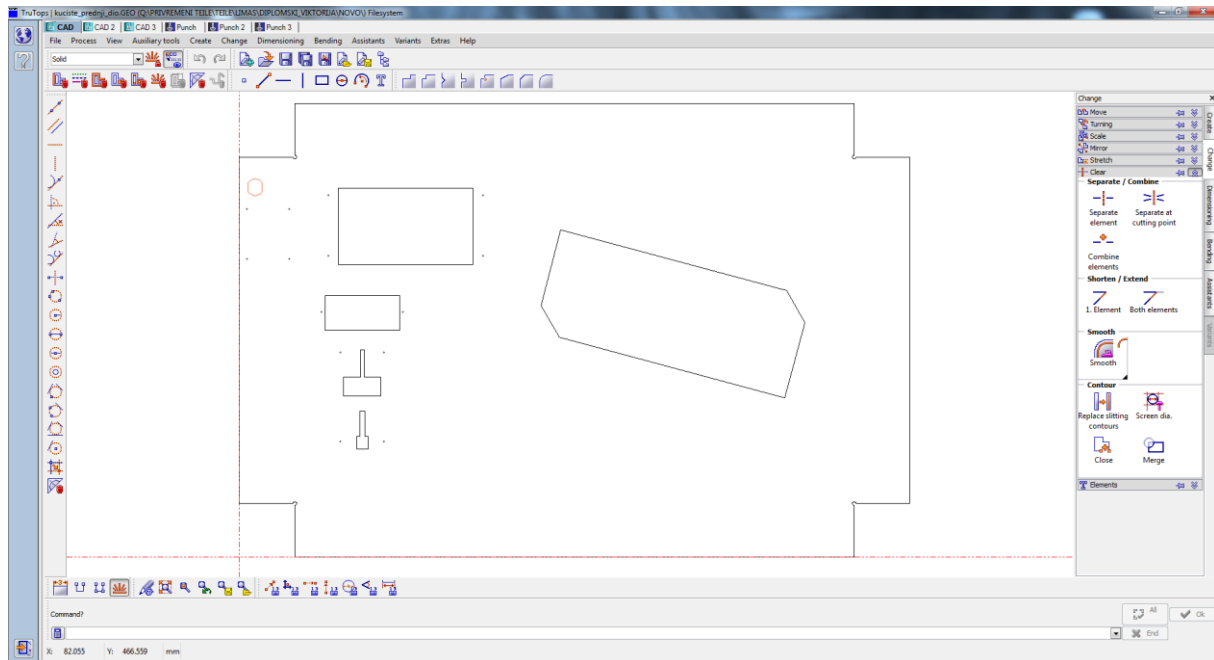 TruTops | kuciste_prednji_dio.GEO (Q:\PRIVREMENI TEILE\TEILE\LIMAS\DIPLOMSKI_VIKTORIJA\NOVO\) Filesystem
CAD CAD 2 CAD 3 Punch Punch 2 Punch 3
File Process View Auxiliary tools Create Change Dimensioning Bending Assistants Variants Extras Help
Solid
Change
Move
Turning
Scale
Mirror
Stretch
Clear
Separate / Combine
Separate element
Separate at cutting point
Combine elements
Shorten / Extend
1. Element Both elements
Smooth
Smooth
Contour
Replace slitting contours
Screen dia.
Close Merge
Elements
Create
Change
Dimensioning
Bending
Assistants
Variants
Command?
All
Ok
End
X: 82.055 Y: 466.559 mm